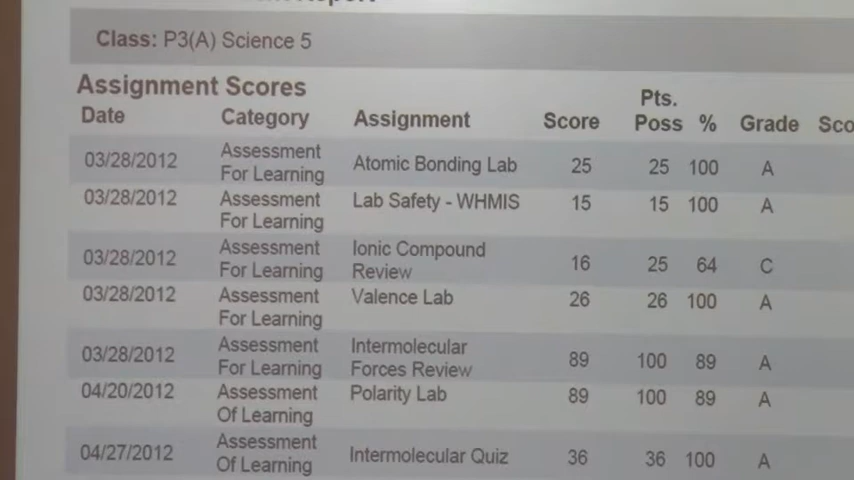 Class: P3(A) Science 5
Assignment Scores
Date Category Assignment Score Pts. Poss % Grade Sco
03/28/2012 Assessment For Learning Atomic Bonding Lab 25 25 100 A
03/28/2012 Assessment For Learning Lab Safety - WHMIS 15 15 100 A
03/28/2012 Assessment For Learning Ionic Compound Review 16 25 64 C
03/28/2012 Assessment For Learning Valence Lab 26 26 100 A
03/28/2012 Assessment For Learning Intermolecular Forces Review 89 100 89 A
04/20/2012 Assessment Of Learning Polarity Lab 89 100 89 A
04/27/2012 Assessment Of Learning Intermolecular Quiz 36 36 100 A